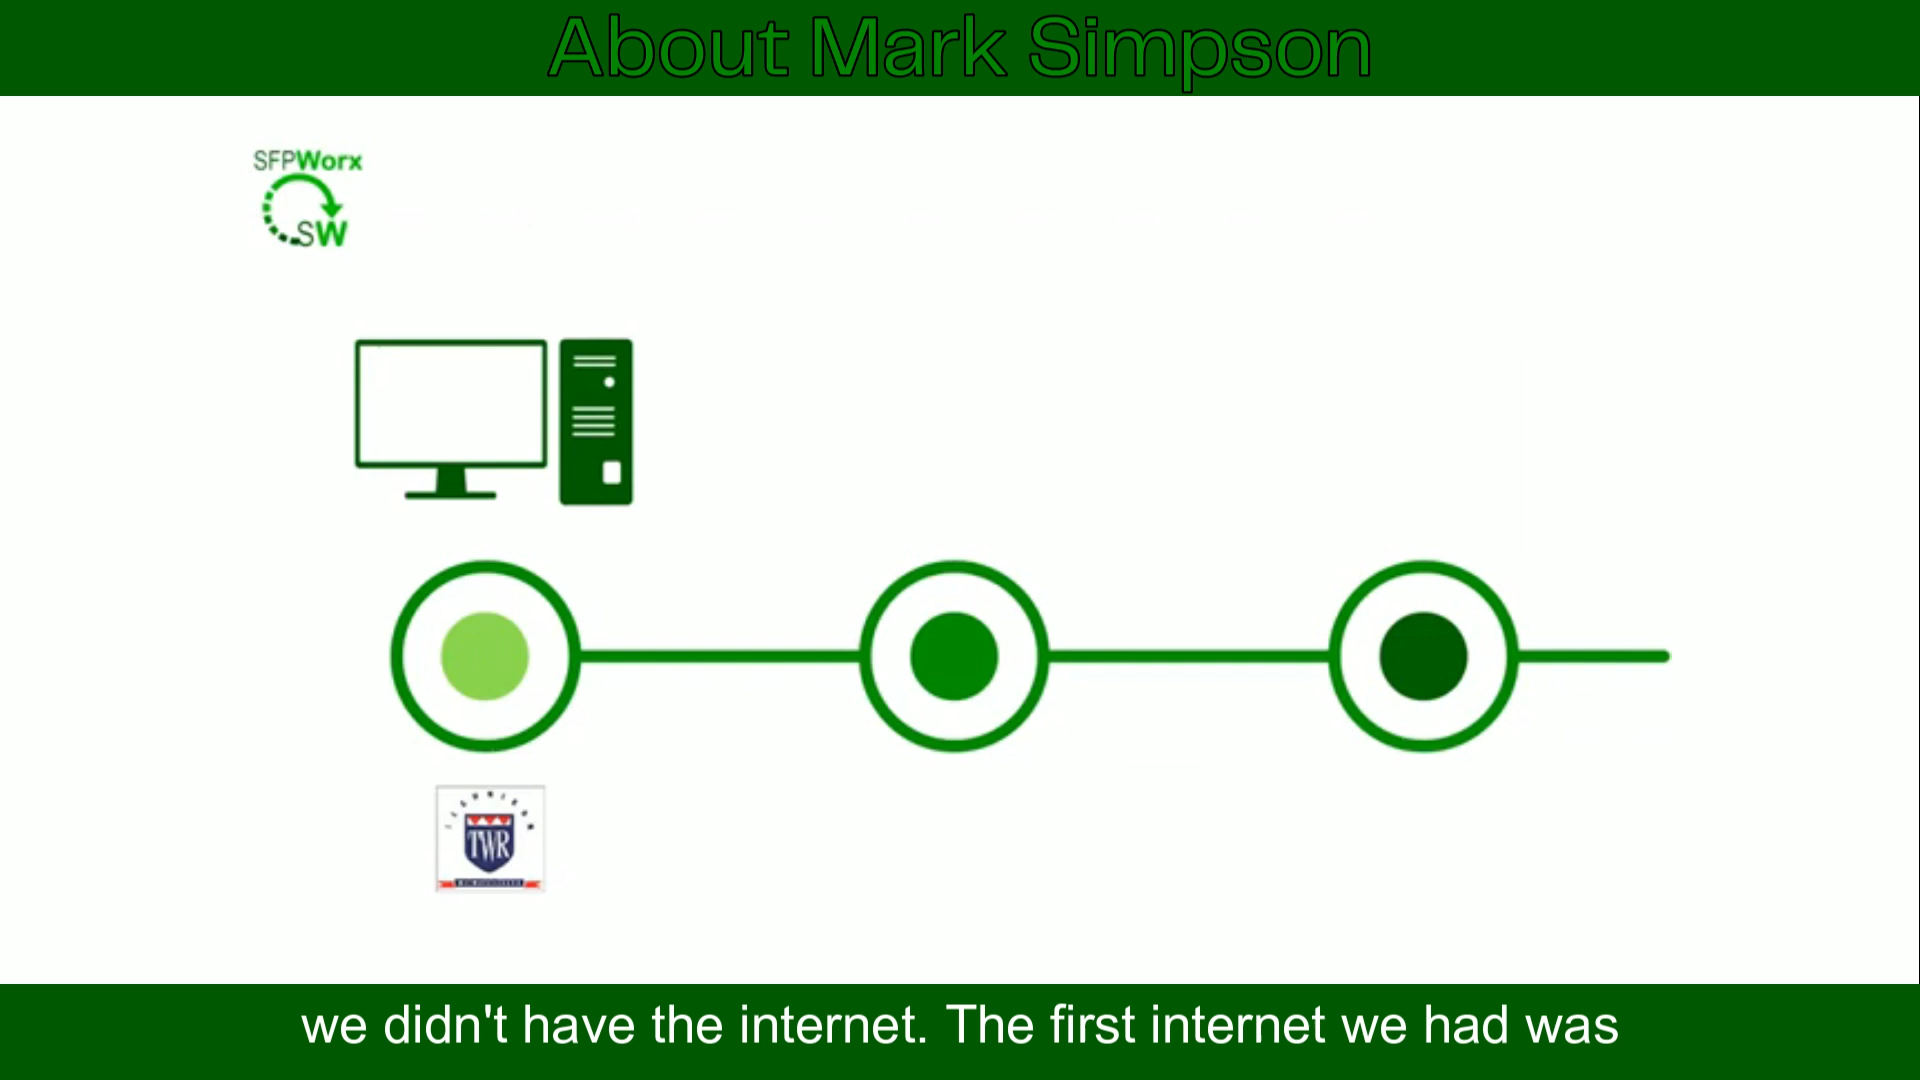 About Mark Simpson
SFPWorx
SW
TWR
we didn't have the internet. The first internet we had was